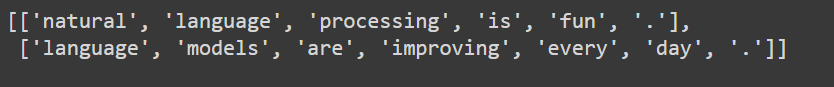 [['natural', 'language', 'processing', 'is', 'fun', '.'],
['language', 'models', 'are', 'improving', 'every', 'day', '.']]